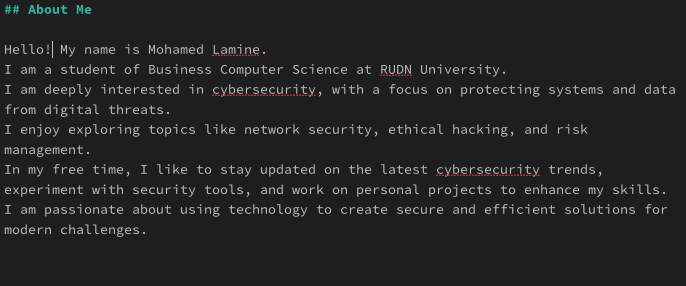 ## About Me
Hello! My name is Mohamed Lamine.
I am a student of Business Computer Science at RUDN University.
I am deeply interested in cybersecurity, with a focus on protecting systems and data
from digital threats.
I enjoy exploring topics like network security, ethical hacking, and risk
management.
In my free time, I like to stay updated on the latest cybersecurity trends,
experiment with security tools, and work on personal projects to enhance my skills.
I am passionate about using technology to create secure and efficient solutions for
modern challenges.